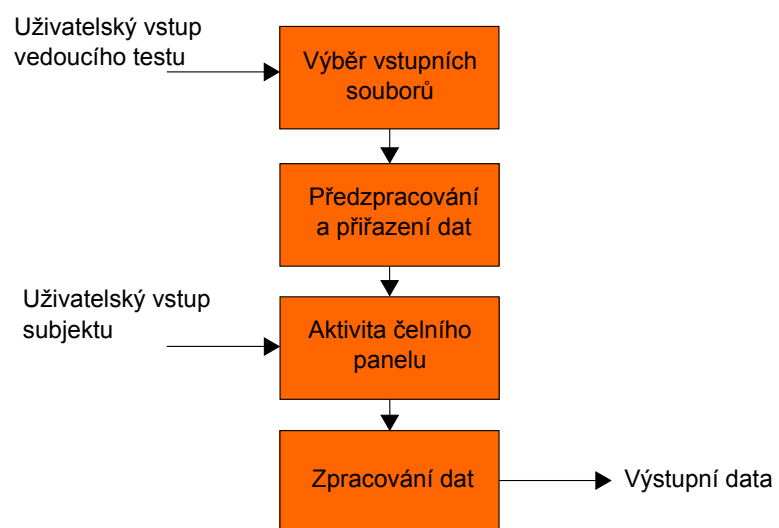 Uživatelský vstup
vedoucího testu
Výběr vstupních
souborů
Předzpracování
a přiřazení dat
Uživatelský vstup
subjektu
Aktivita čelního
panelu
Zpracování dat
Výstupní data